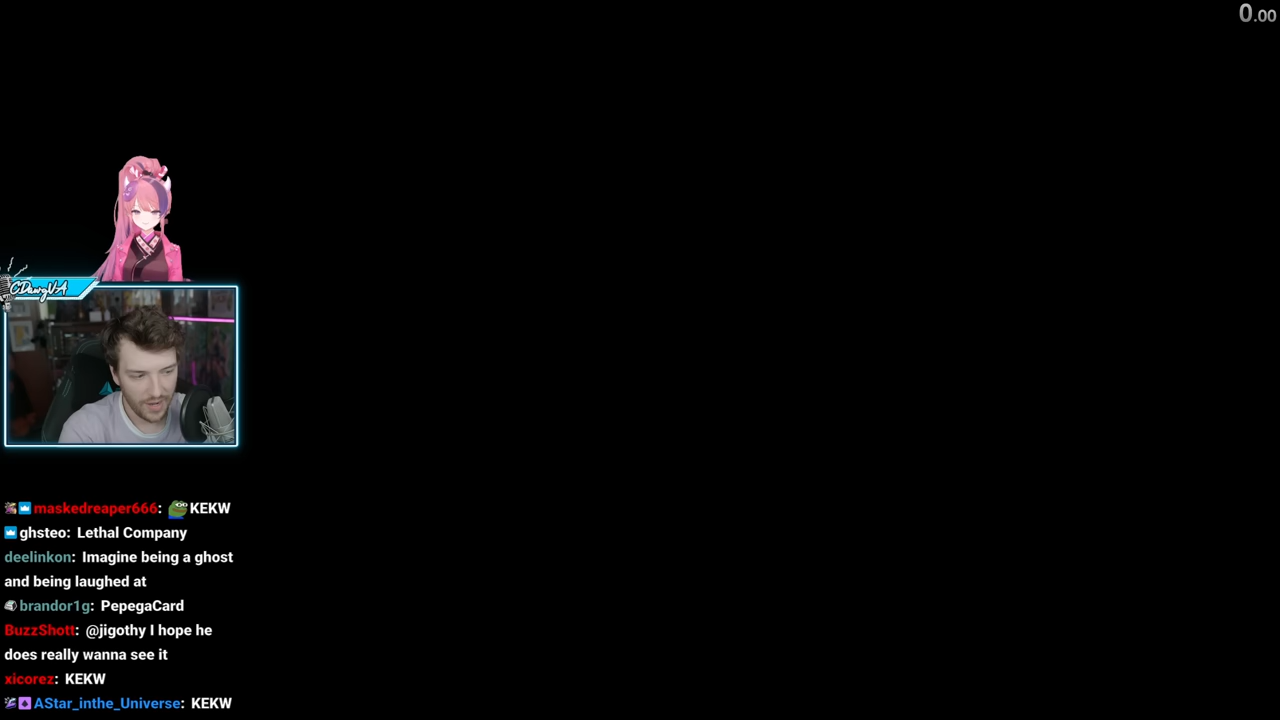 0.00
CDawgVA
maskedreaper666: KEKW
ghsteo: Lethal Company
deelinkon: Imagine being a ghost
and being laughed at
brandor1g: PepegaCard
BuzzShott: @jigothy I hope he
does really wanna see it
xicorez: KEKW
AStar_inthe_Universe: KEKW